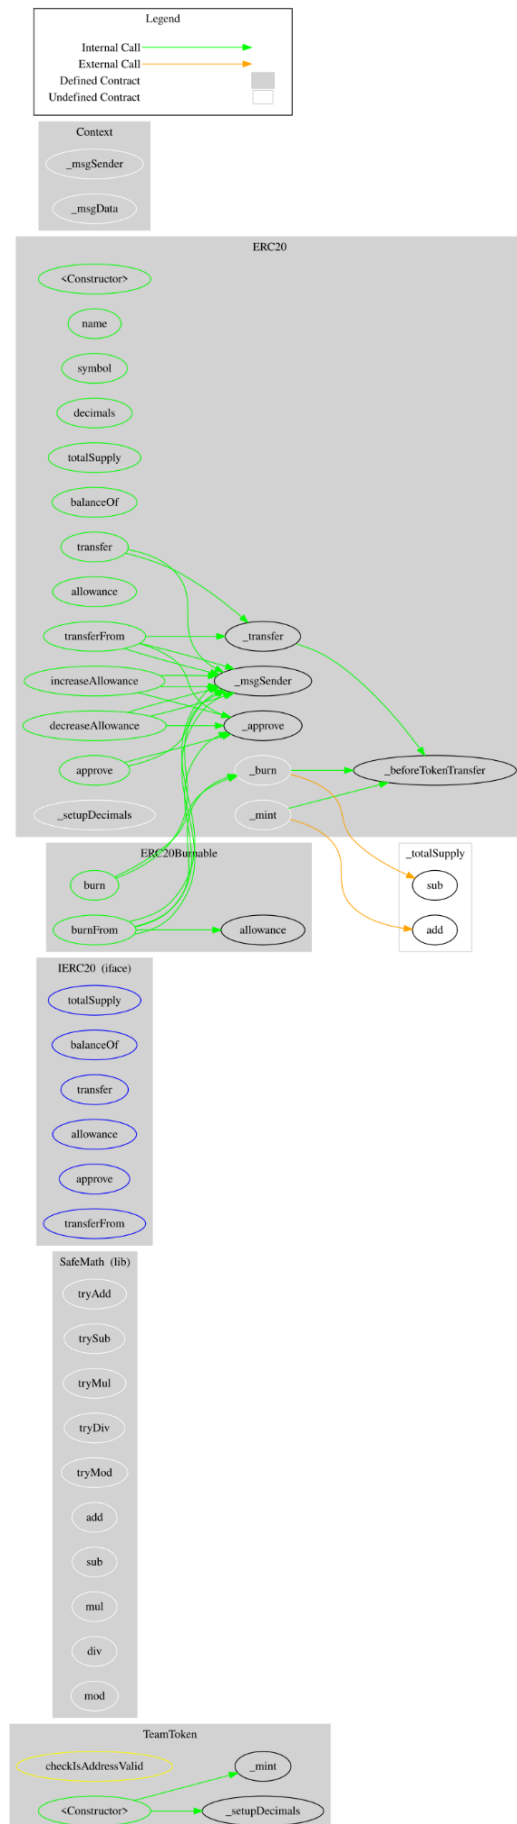 Legend
Internal Call
External Call
Defined Contract
Undefined Contract
Context
_msgSender
_msgData
ERC20
<Constructor>
name
symbol
decimals
totalSupply
balanceOf
transfer
allowance
transferFrom
_transfer
increaseAllowance
_msgSender
decreaseAllowance
_approve
approve
_burn
_beforeTokenTransfer
_setupDecimals
_mint
ERC20Burnable
_totalSupply
burn
sub
burnFrom
allowance
add
IERC20 (iface)
totalSupply
balanceOf
transfer
allowance
approve
transferFrom
SafeMath (lib)
tryAdd
trySub
tryMul
tryDiv
tryMod
add
sub
mul
div
mod
TeamToken
checkIsAddressValid
_mint
<Constructor>
_setupDecimals